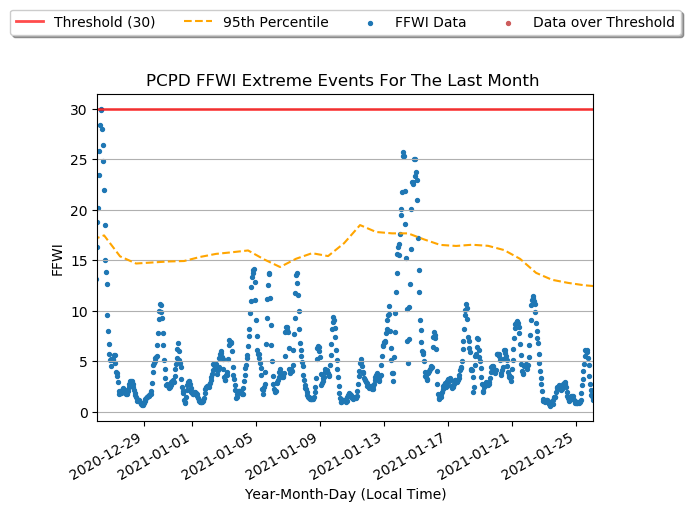 Threshold (30) 95th Percentile FFWI Data Data over Threshold
PCPD FFWI Extreme Events For The Last Month
30
25
20
15
10
5
0
FFWI
2020-12-29 2021-01-01 2021-01-05 2021-01-09 2021-01-13 2021-01-17 2021-01-21 2021-01-25
Year-Month-Day (Local Time)